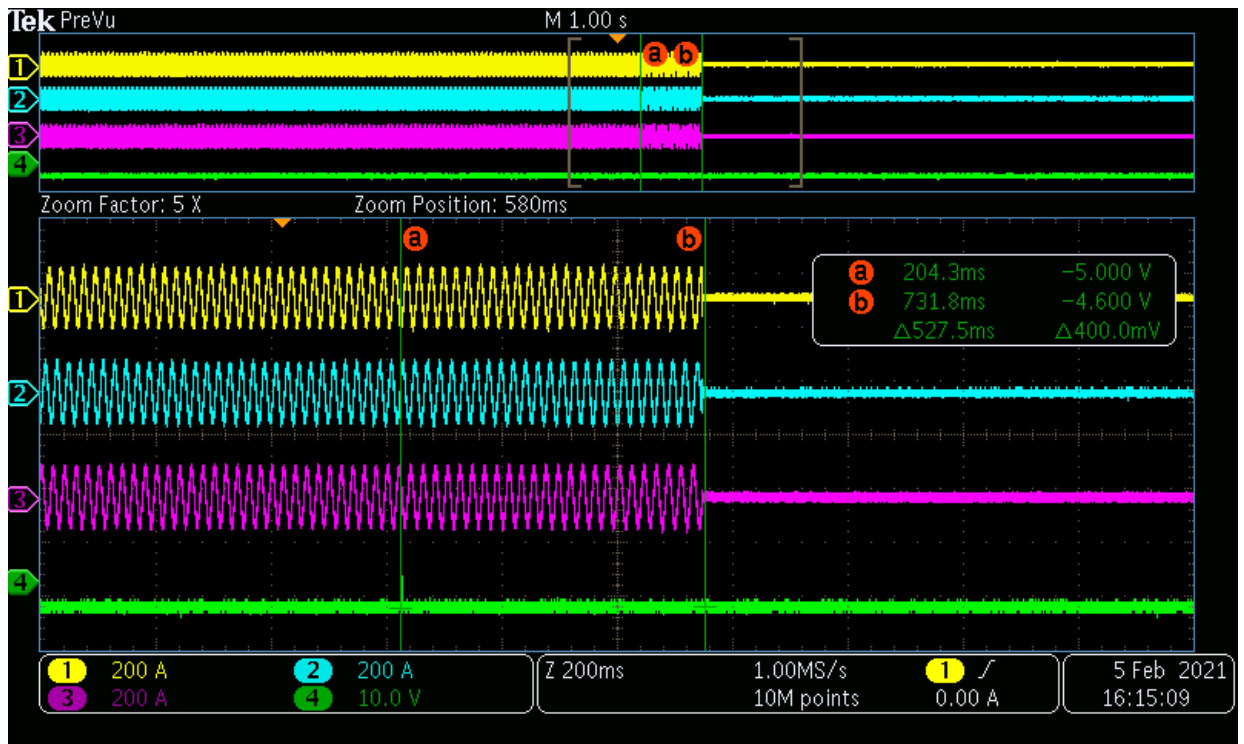 Tek PreVu M 1.00 s
a b
1
2
3
4
Zoom Factor: 5 X Zoom Position: 580ms
a b
a 204.3ms −5.000 V
b 731.8ms −4.600 V
△527.5ms △400.0mV
1
2
3
4
1 200 A 2 200 A Z 200ms 1.00MS/s 1 5 Feb 2021
3 200 A 4 10.0 V 10M points 0.00 A 16:15:09